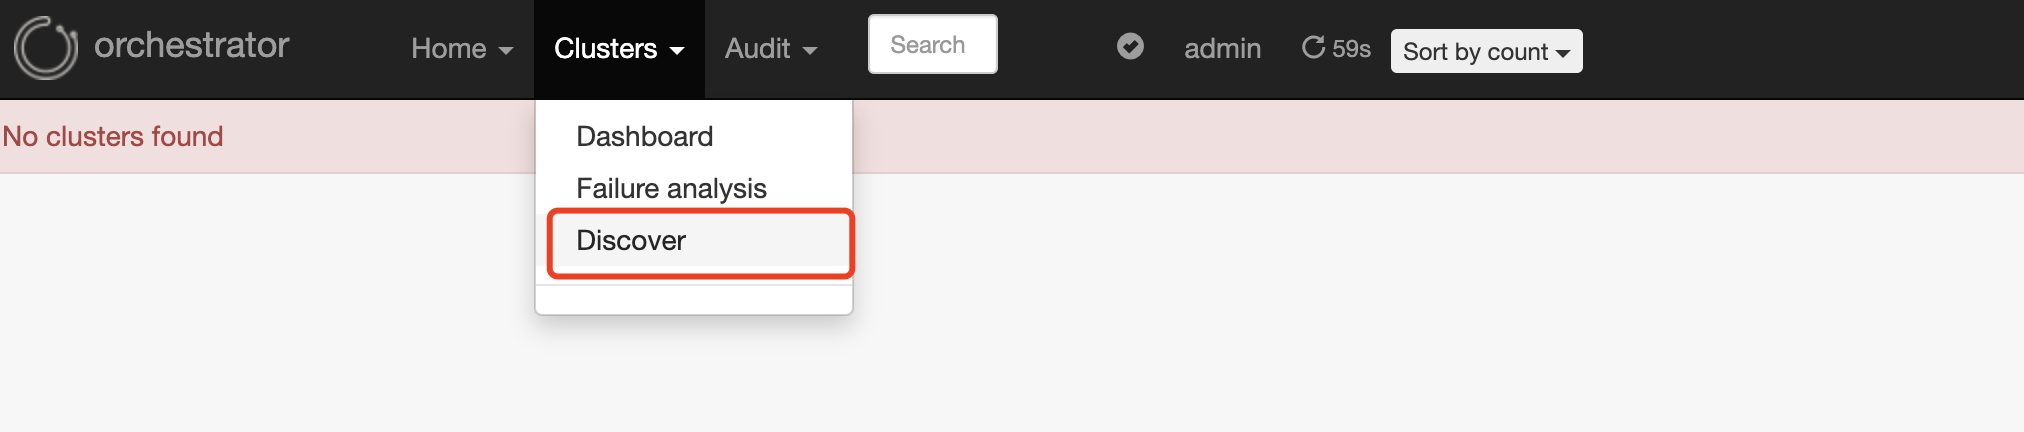 orchestrator Home Clusters Audit Search admin 59s Sort by count
No clusters found
Dashboard
Failure analysis
Discover